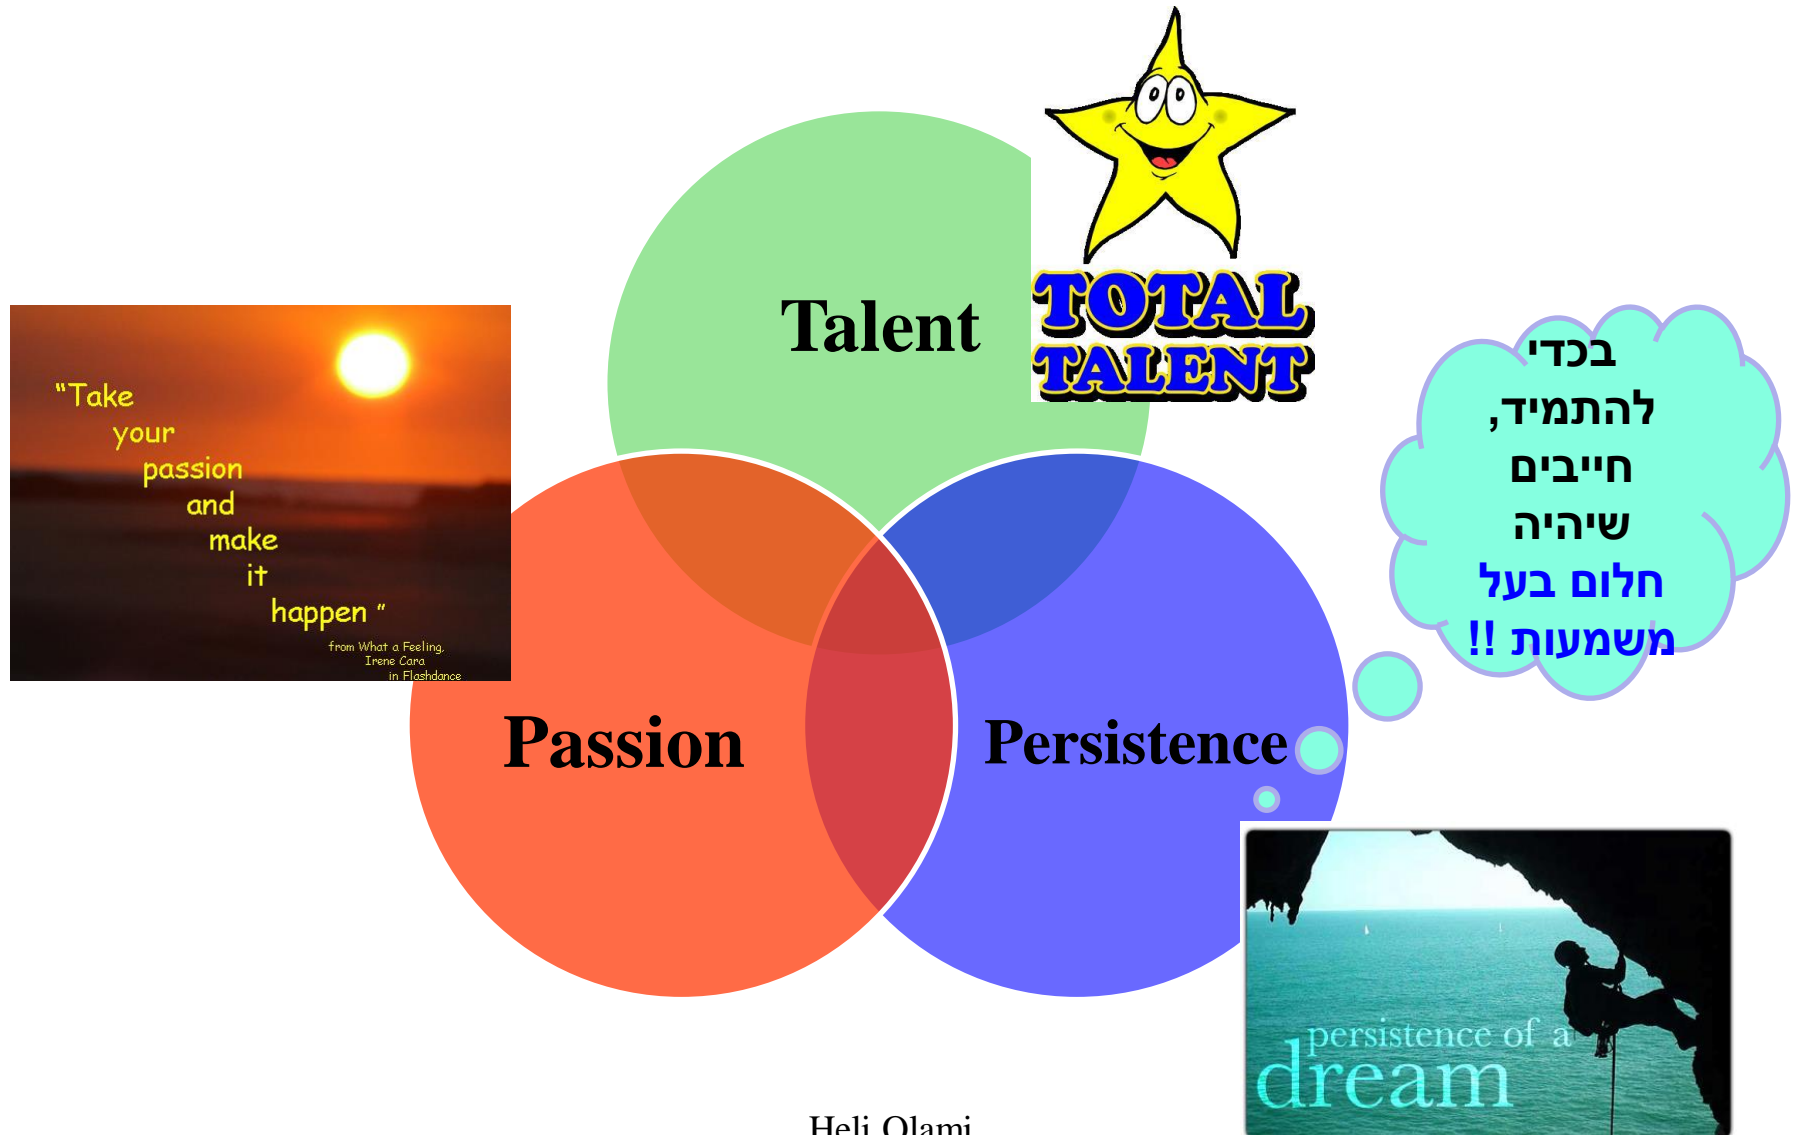 TOTAL
TALENT
Talent
"Take
your
passion
and
make
it
happen "
from What a Feeling,
Irene Cara
in Flashdance
בכדי
להתמיד,
חייבים
שיהיה
חלום בעל
משמעות !!
Passion
Persistence
persistence of a
dream
Heli Olami